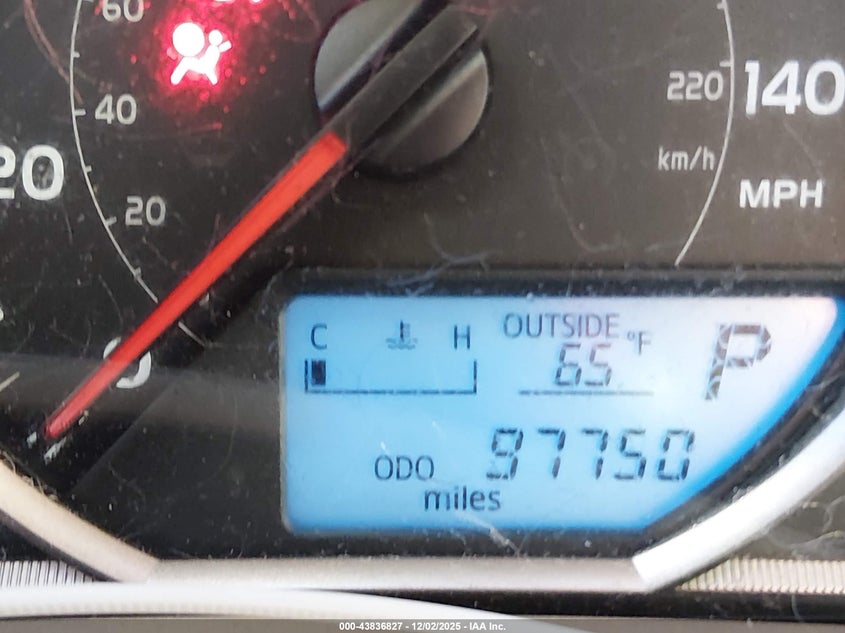 60
40
20
20
0
220
140
km/h
MPH
C H OUTSIDE °F
65
P
ODO 97750
miles
000-43836827 - 12/02/2025 - IAA Inc.